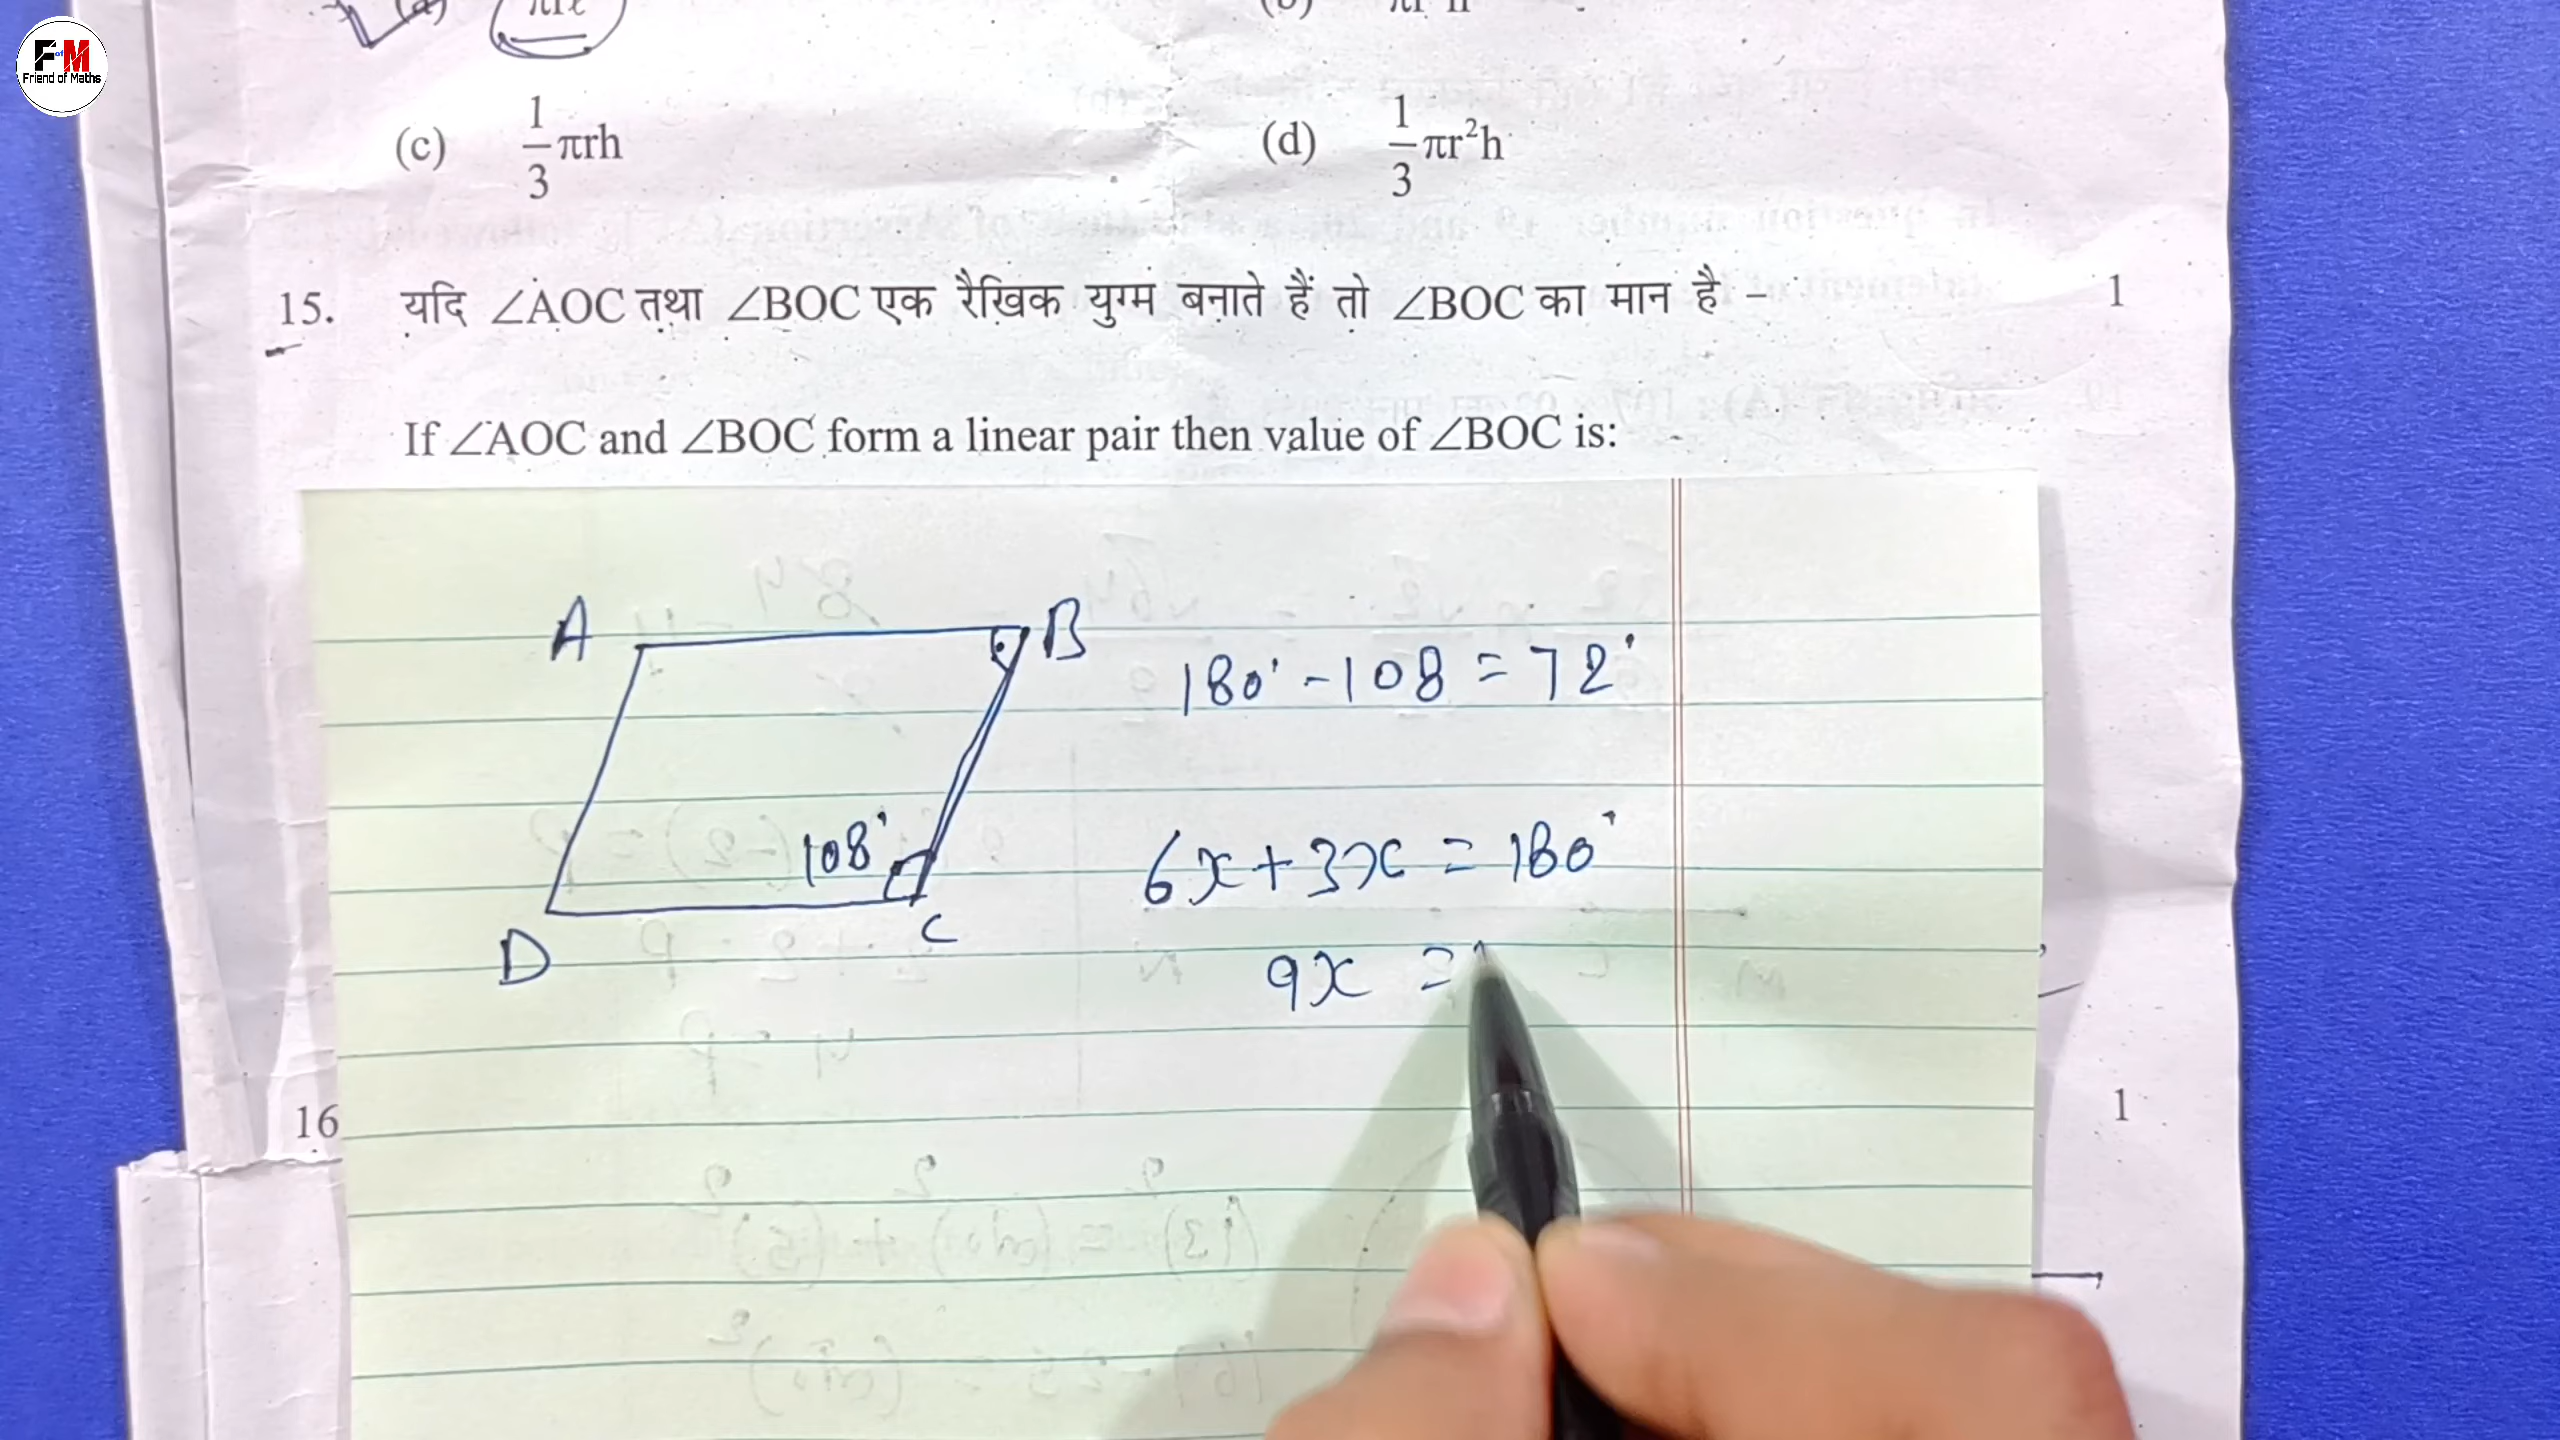 F of M
Friend of Maths
(c) 1/3 πrh (d) 1/3 πr²h
15. यदि ∠AOC तथा ∠BOC एक रैखिक युग्म बनाते हैं तो ∠BOC का मान है – 1
If ∠AOC and ∠BOC form a linear pair then value of ∠BOC is:
A B
180° - 108 = 72°
108°
6x + 3x = 180°
D C
9x =
16 1